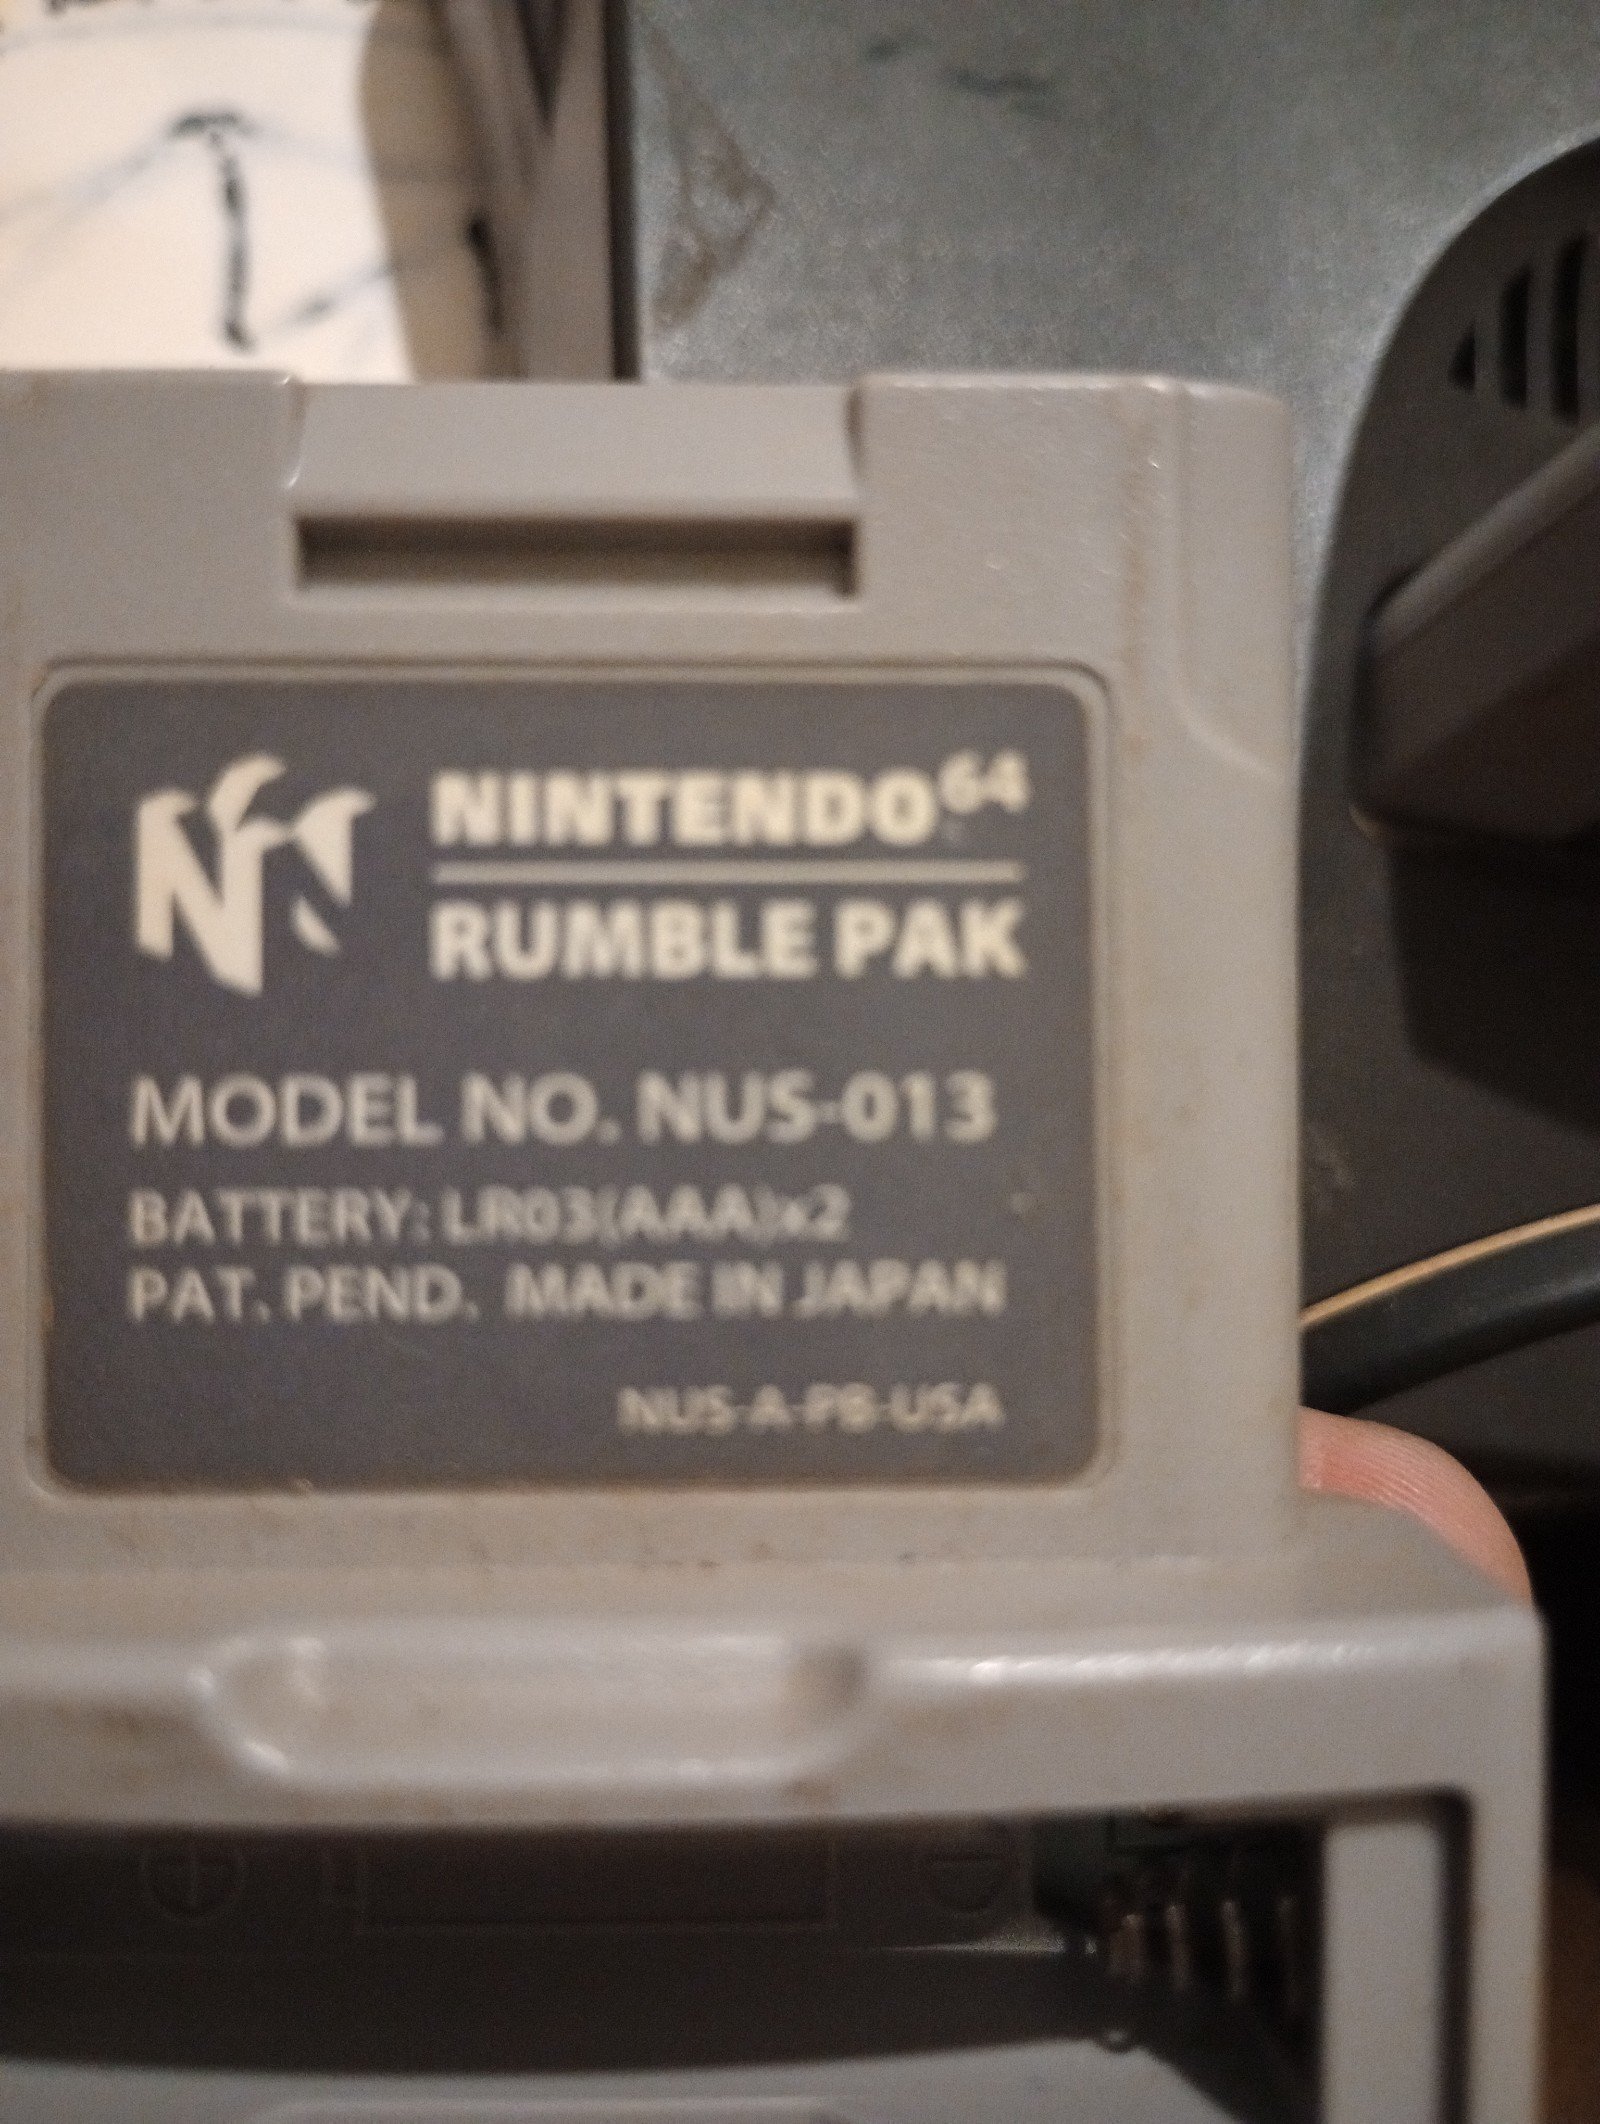 NINTENDO64
RUMBLE PAK
MODEL NO. NUS-013
BATTERY: LR03(AAA)x2
PAT. PEND. MADE IN JAPAN
NUS-A-PB-USA